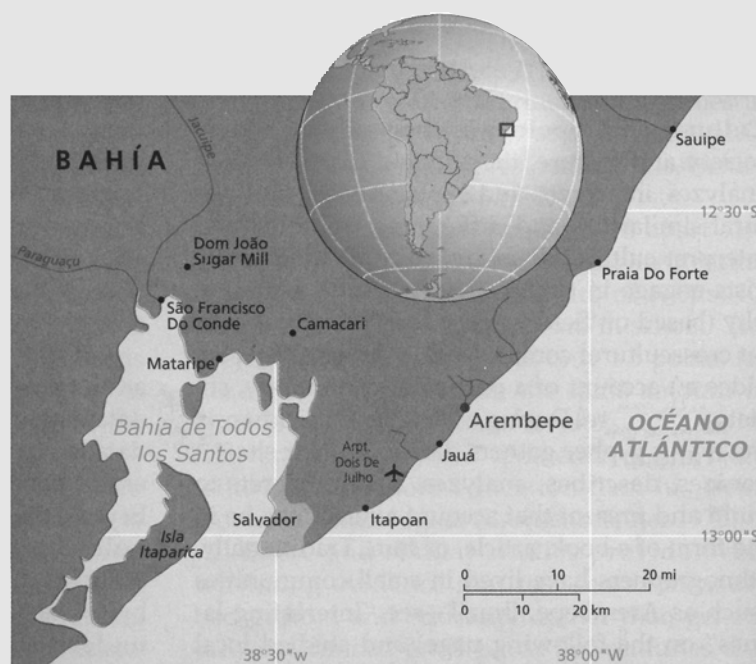 BAHÍA
Jacuípe
Paraguaçu
Dom João
Sugar Mill
São Francisco
Do Conde
Camacari
Mataripe
Bahía de Todos
los Santos
Isla
Itaparica
Salvador
Arpt.
Dois De
Julho
Itapoan
Jauá
Arembepe
OCÉANO
ATLÁNTICO
Praia Do Forte
Sauipe
12°30"S
13°00"S
0 10 20 mi
0 10 20 km
38°30"W
38°00"W